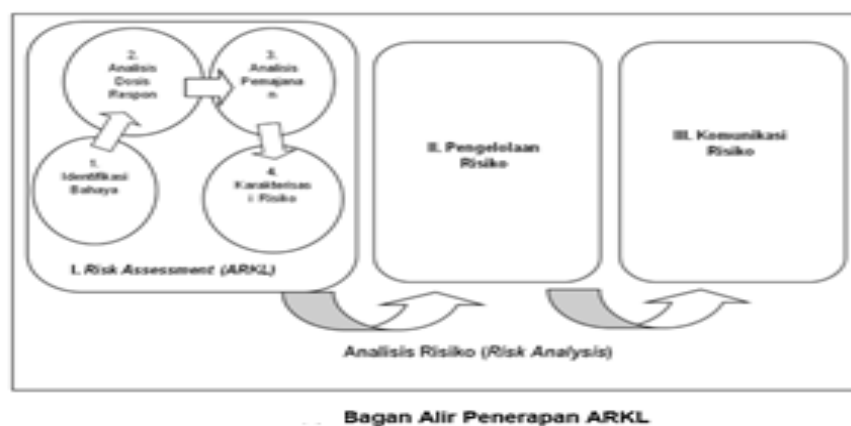 1.
Identifikasi
Bahaya
2.
Analisis
Dosis
Respon
3.
Analisis
Pemajana
n
4.
Karakterisas
i Risiko
I. Risk Assessment (ARKL)
II. Pengelolaan
Risiko
III. Komunikasi
Risiko
Analisis Risiko (Risk Analysis)
Bagan Alir Penerapan ARKL